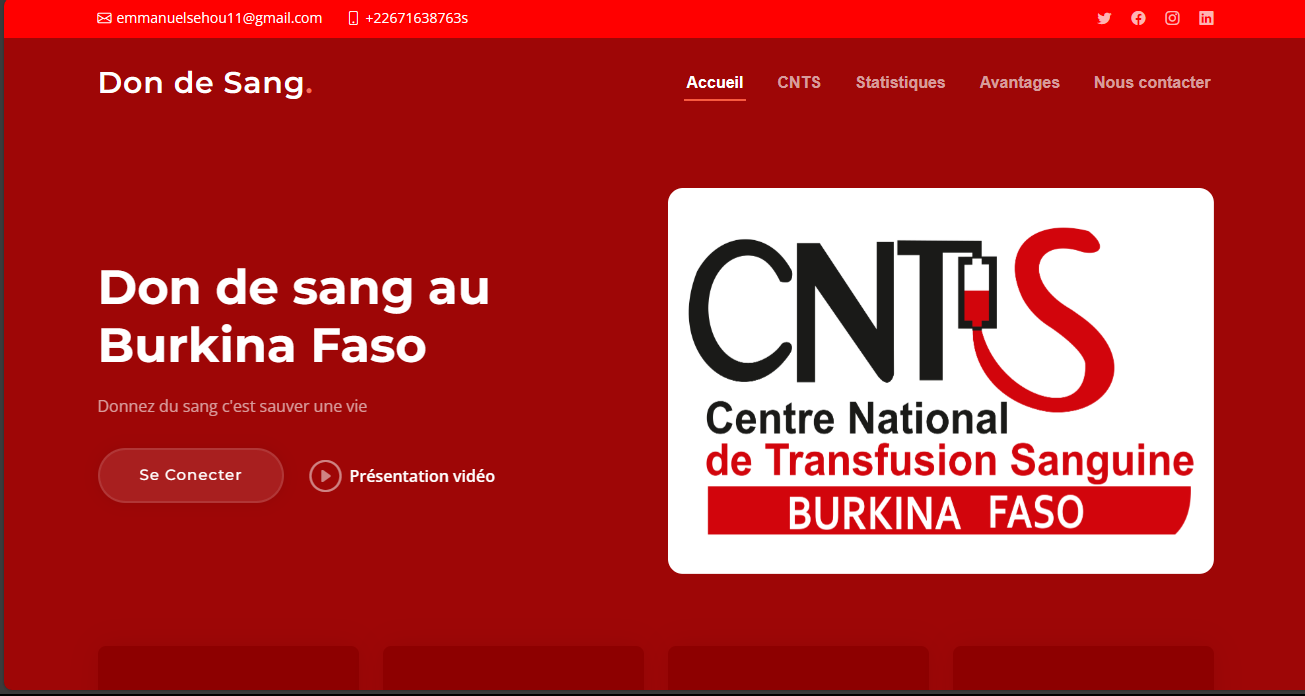 emmanuelsehou11@gmail.com +22671638763s
Don de Sang.
Accueil CNTS Statistiques Avantages Nous contacter
Don de sang au
Burkina Faso
Donnez du sang c'est sauver une vie
Se Conecter Présentation vidéo
CNTS
Centre National
de Transfusion Sanguine
BURKINA FASO